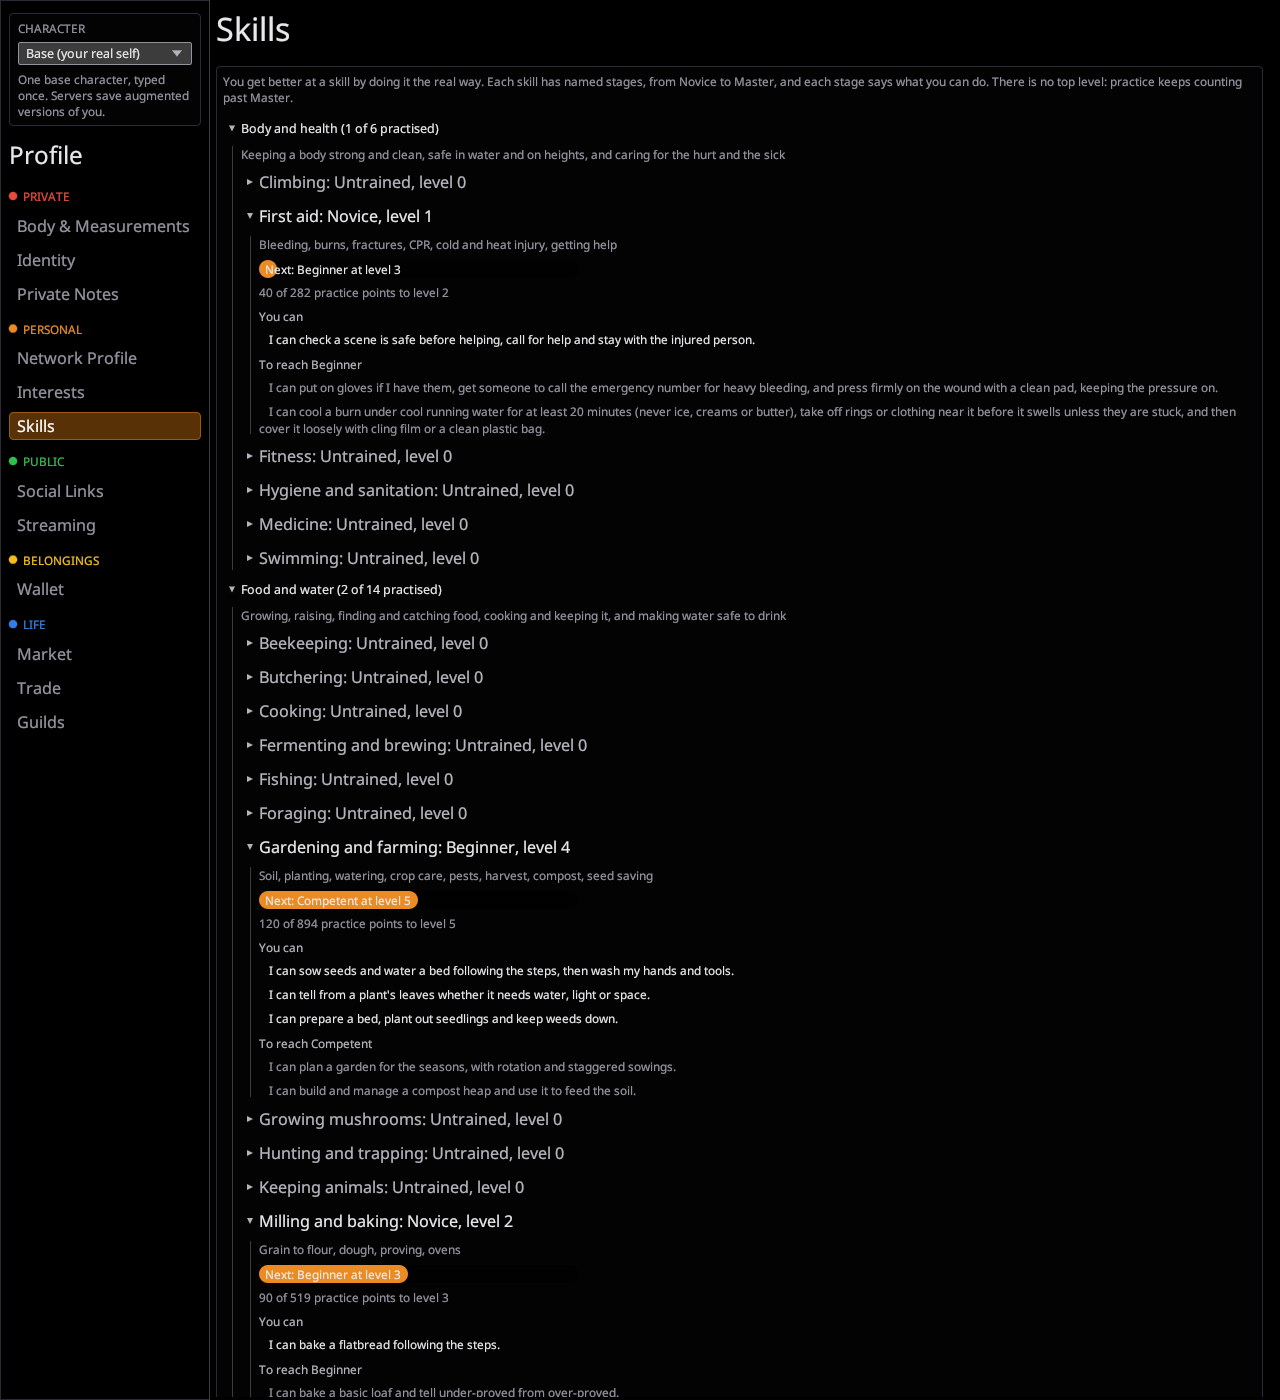 CHARACTER
Base (your real self)
One base character, typed
once. Servers save augmented
versions of you.
Profile
PRIVATE
Body & Measurements
Identity
Private Notes
PERSONAL
Network Profile
Interests
Skills
PUBLIC
Social Links
Streaming
BELONGINGS
Wallet
LIFE
Market
Trade
Guilds
Skills
You get better at a skill by doing it the real way. Each skill has named stages, from Novice to Master, and each stage says what you can do. There is no top level: practice keeps counting
past Master.
Body and health (1 of 6 practised)
Keeping a body strong and clean, safe in water and on heights, and caring for the hurt and the sick
Climbing: Untrained, level 0
First aid: Novice, level 1
Bleeding, burns, fractures, CPR, cold and heat injury, getting help
Next: Beginner at level 3
40 of 282 practice points to level 2
You can
I can check a scene is safe before helping, call for help and stay with the injured person.
To reach Beginner
I can put on gloves if I have them, get someone to call the emergency number for heavy bleeding, and press firmly on the wound with a clean pad, keeping the pressure on.
I can cool a burn under cool running water for at least 20 minutes (never ice, creams or butter), take off rings or clothing near it before it swells unless they are stuck, and then
cover it loosely with cling film or a clean plastic bag.
Fitness: Untrained, level 0
Hygiene and sanitation: Untrained, level 0
Medicine: Untrained, level 0
Swimming: Untrained, level 0
Food and water (2 of 14 practised)
Growing, raising, finding and catching food, cooking and keeping it, and making water safe to drink
Beekeeping: Untrained, level 0
Butchering: Untrained, level 0
Cooking: Untrained, level 0
Fermenting and brewing: Untrained, level 0
Fishing: Untrained, level 0
Foraging: Untrained, level 0
Gardening and farming: Beginner, level 4
Soil, planting, watering, crop care, pests, harvest, compost, seed saving
Next: Competent at level 5
120 of 894 practice points to level 5
You can
I can sow seeds and water a bed following the steps, then wash my hands and tools.
I can tell from a plant's leaves whether it needs water, light or space.
I can prepare a bed, plant out seedlings and keep weeds down.
To reach Competent
I can plan a garden for the seasons, with rotation and staggered sowings.
I can build and manage a compost heap and use it to feed the soil.
Growing mushrooms: Untrained, level 0
Hunting and trapping: Untrained, level 0
Keeping animals: Untrained, level 0
Milling and baking: Novice, level 2
Grain to flour, dough, proving, ovens
Next: Beginner at level 3
90 of 519 practice points to level 3
You can
I can bake a flatbread following the steps.
To reach Beginner
I can bake a basic loaf and tell under-proved from over-proved.